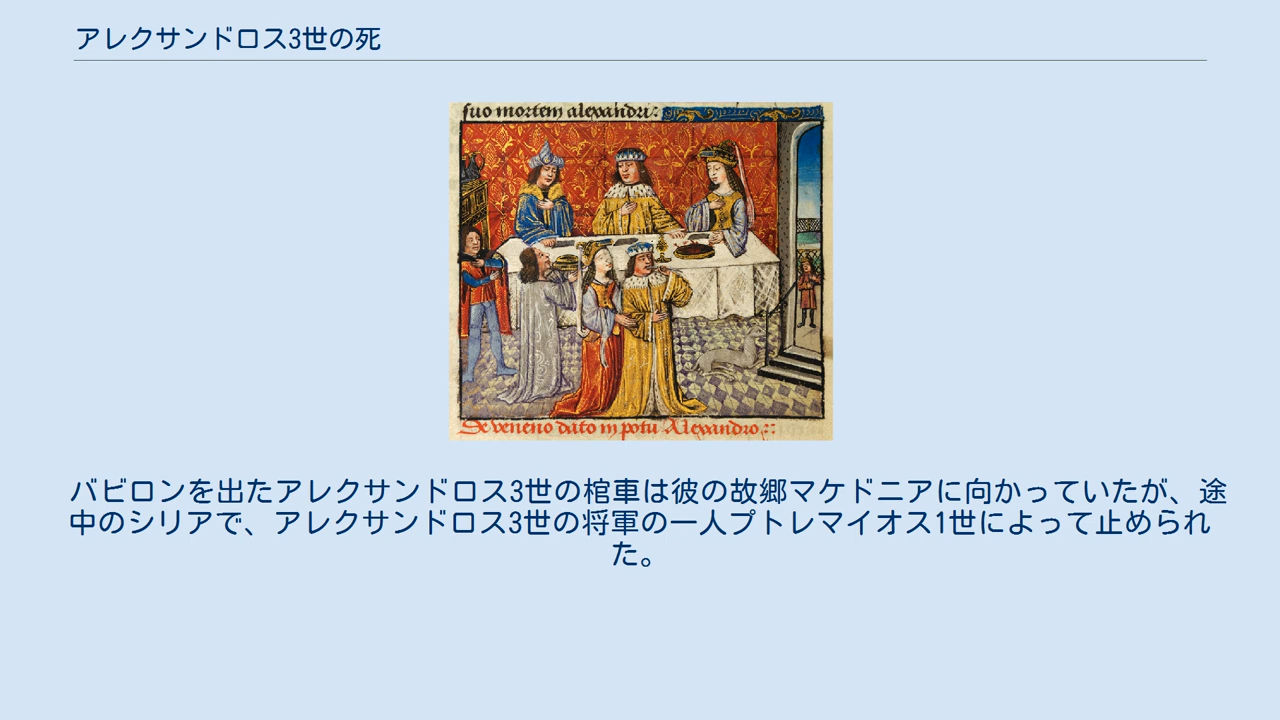 アレクサンドロス3世の死
suo mortem alexandri:
De veneno dato in potu Alexandro::
バビロンを出たアレクサンドロス3世の棺車は彼の故郷マケドニアに向かっていたが、途
中のシリアで、アレクサンドロス3世の将軍の一人プトレマイオス1世によって止められ
た。